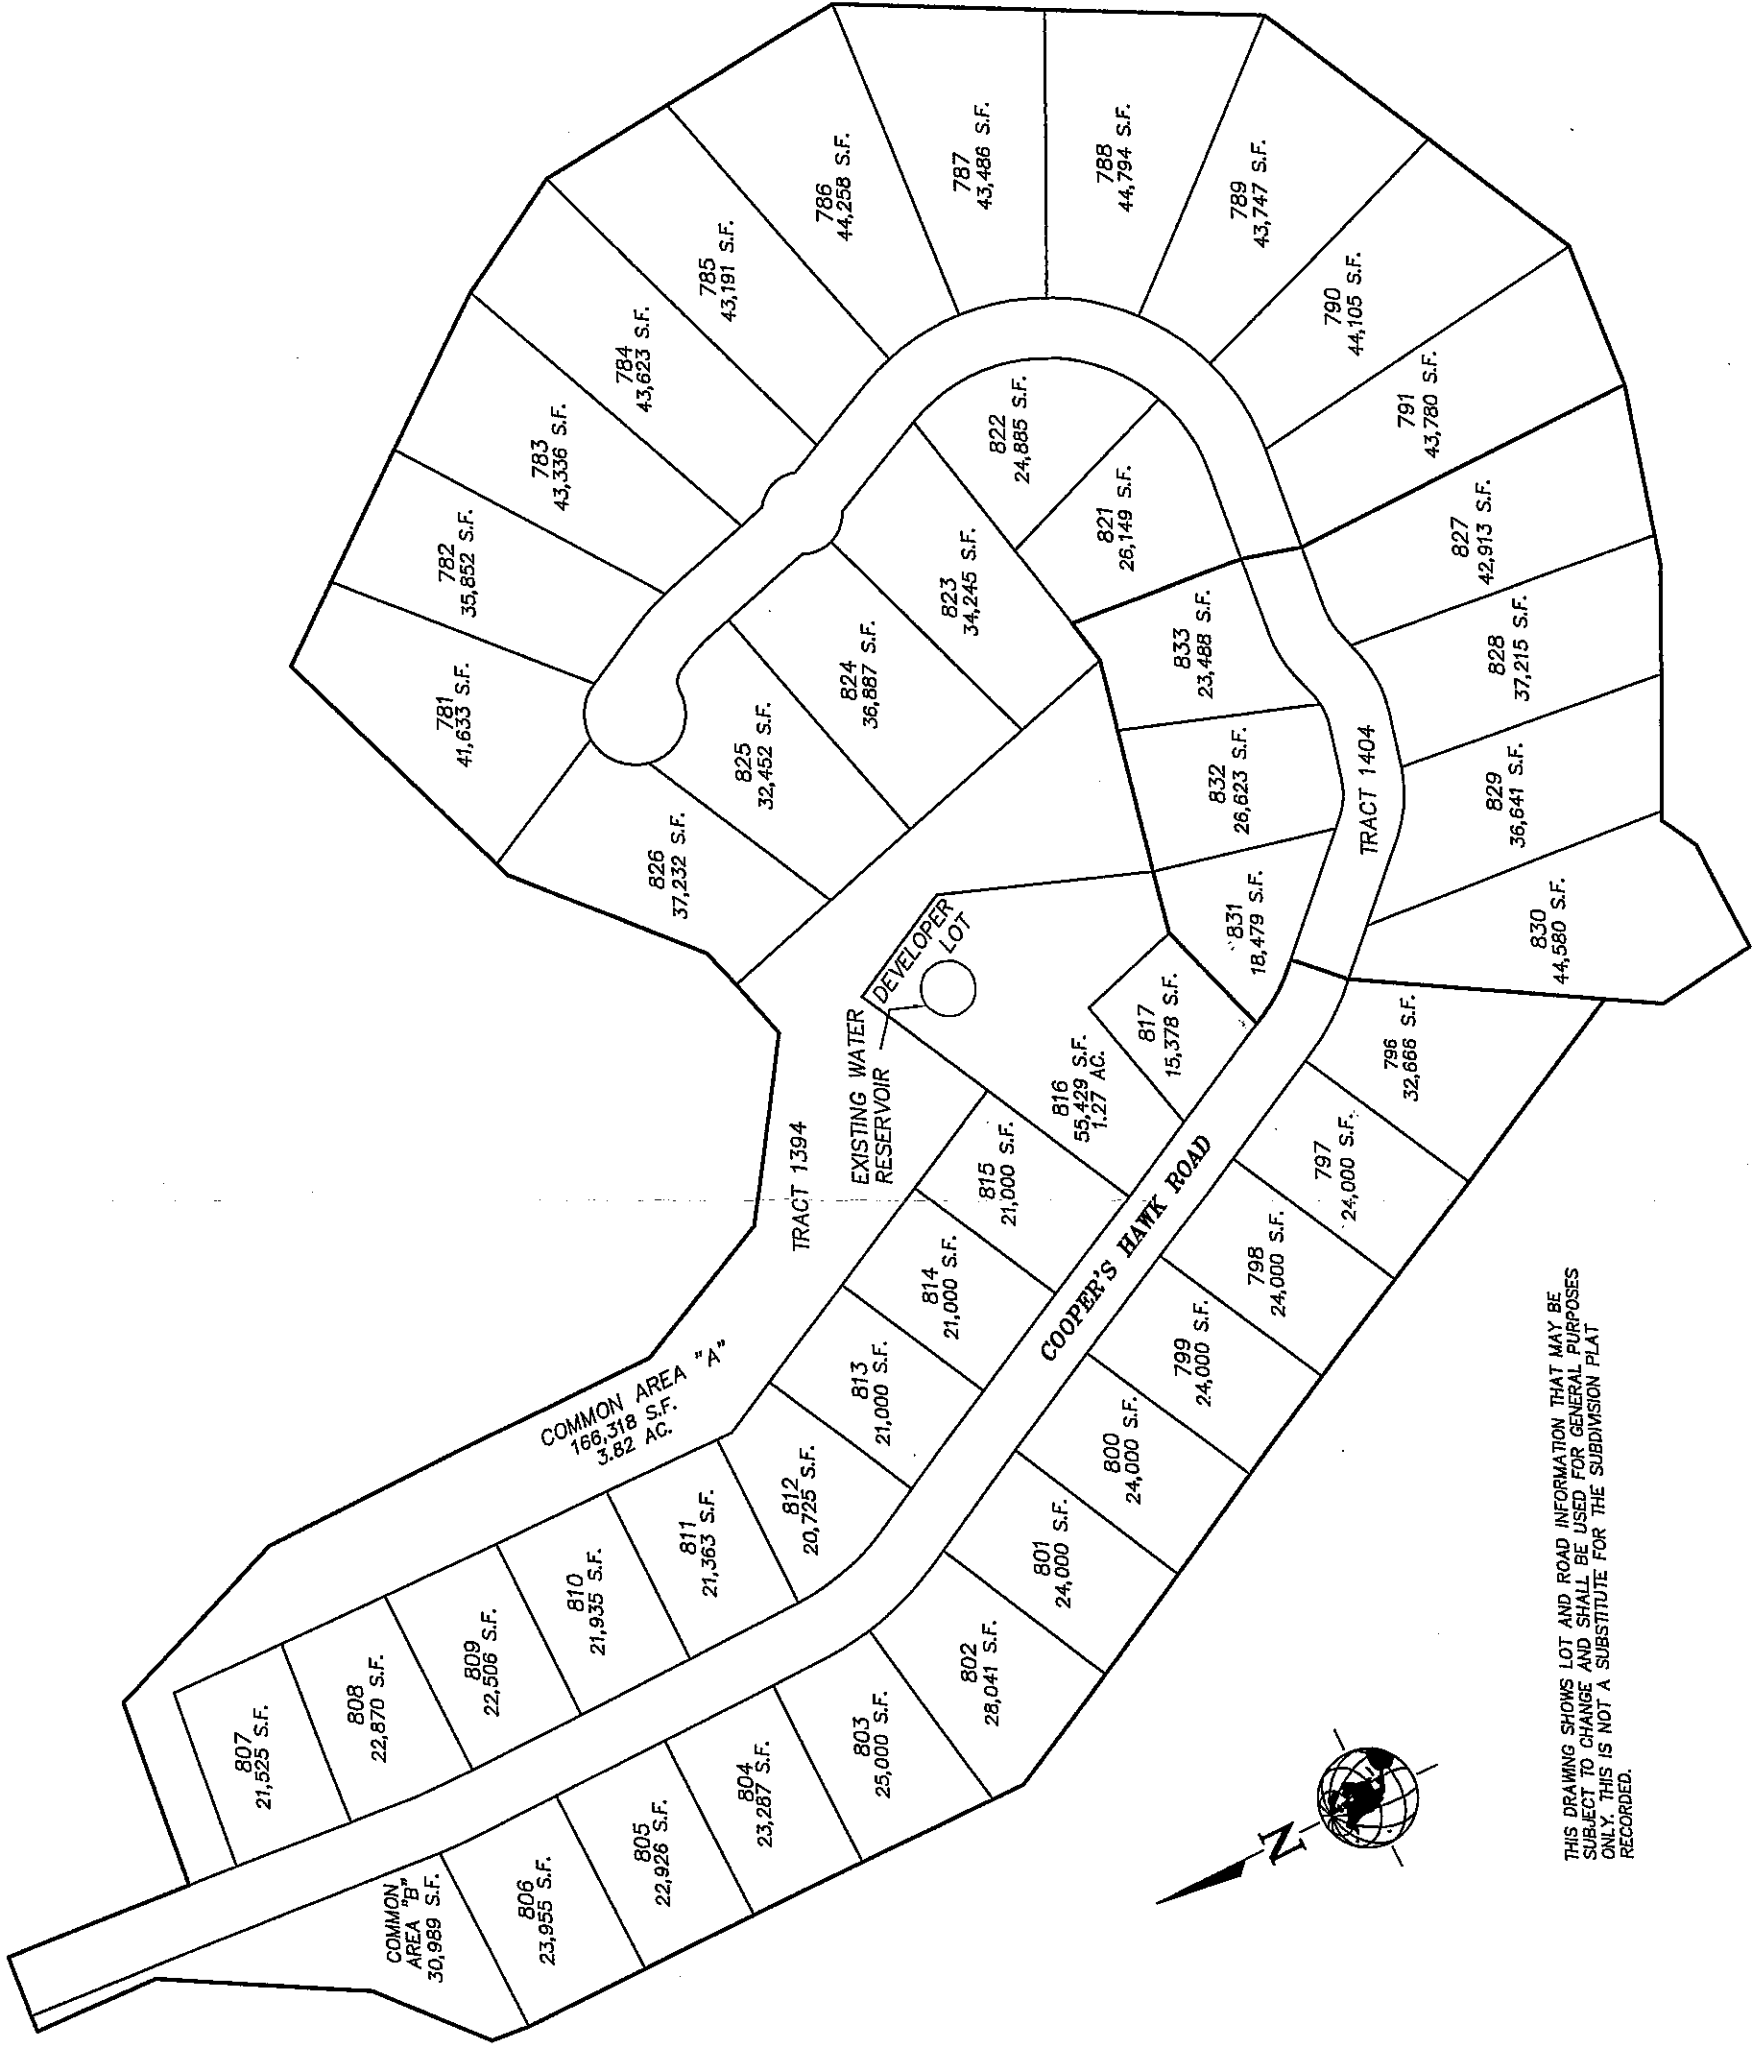 781
41,633 S.F.
782
35,852 S.F.
783
43,336 S.F.
784
43,623 S.F.
785
43,191 S.F.
786
44,258 S.F.
787
43,486 S.F.
788
44,794 S.F.
789
43,747 S.F.
790
44,105 S.F.
791
43,780 S.F.
827
42,913 S.F.
828
37,215 S.F.
829
36,641 S.F.
830
44,580 S.F.
826
37,232 S.F.
825
32,452 S.F.
824
36,887 S.F.
823
34,245 S.F.
822
24,885 S.F.
821
26,149 S.F.
833
23,488 S.F.
832
26,623 S.F.
831
18,479 S.F.
TRACT 1404
DEVELOPER
LOT
EXISTING WATER
RESERVOIR
TRACT 1394
817
15,378 S.F.
816
55,429 S.F.
1.27 AC.
815
21,000 S.F.
814
21,000 S.F.
813
21,000 S.F.
812
20,725 S.F.
811
21,363 S.F.
810
21,935 S.F.
809
22,506 S.F.
808
22,870 S.F.
807
21,525 S.F.
COMMON AREA "A"
166,318 S.F.
3.82 AC.
COOPER'S HAWK ROAD
796
32,666 S.F.
797
24,000 S.F.
798
24,000 S.F.
799
24,000 S.F.
800
24,000 S.F.
801
24,000 S.F.
802
28,041 S.F.
803
25,000 S.F.
804
23,287 S.F.
805
22,926 S.F.
806
23,955 S.F.
COMMON
AREA "B"
30,989 S.F.
N
THIS DRAWING SHOWS LOT AND ROAD INFORMATION THAT MAY BE
SUBJECT TO CHANGE AND SHALL BE USED FOR GENERAL PURPOSES
ONLY. THIS IS NOT A SUBSTITUTE FOR THE SUBDIVISION PLAT
RECORDED.